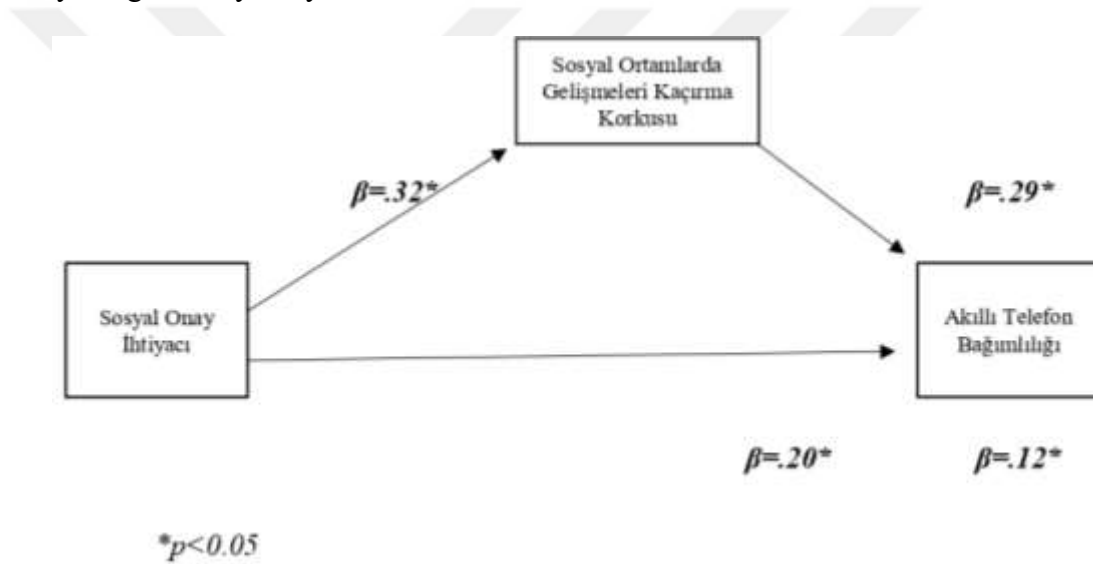 Sosyal Ortamlarda
Gelişmeleri Kaçırma
Korkusu
β=.32*
β=.29*
Sosyal Onay
İhtiyacı
Akıllı Telefon
Bağımlılığı
β=.20*
β=.12*
*p<0.05